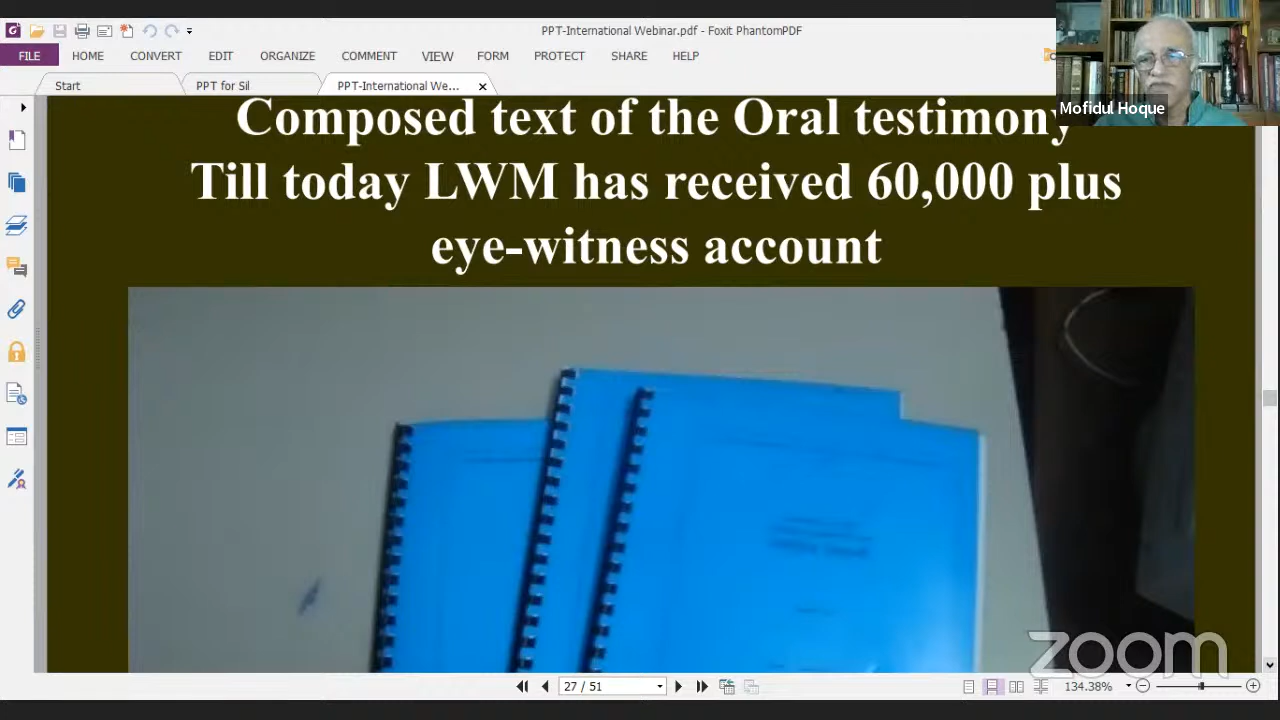 PPT-International Webinar.pdf - Foxit PhantomPDF
FILE HOME CONVERT EDIT ORGANIZE COMMENT VIEW FORM PROTECT SHARE HELP
Start PPT for Sil PPT-International We... ×
Mofidul Hoque
Composed text of the Oral testimony
Till today LWM has received 60,000 plus
eye-witness account
zoom
27 / 51
134.38%